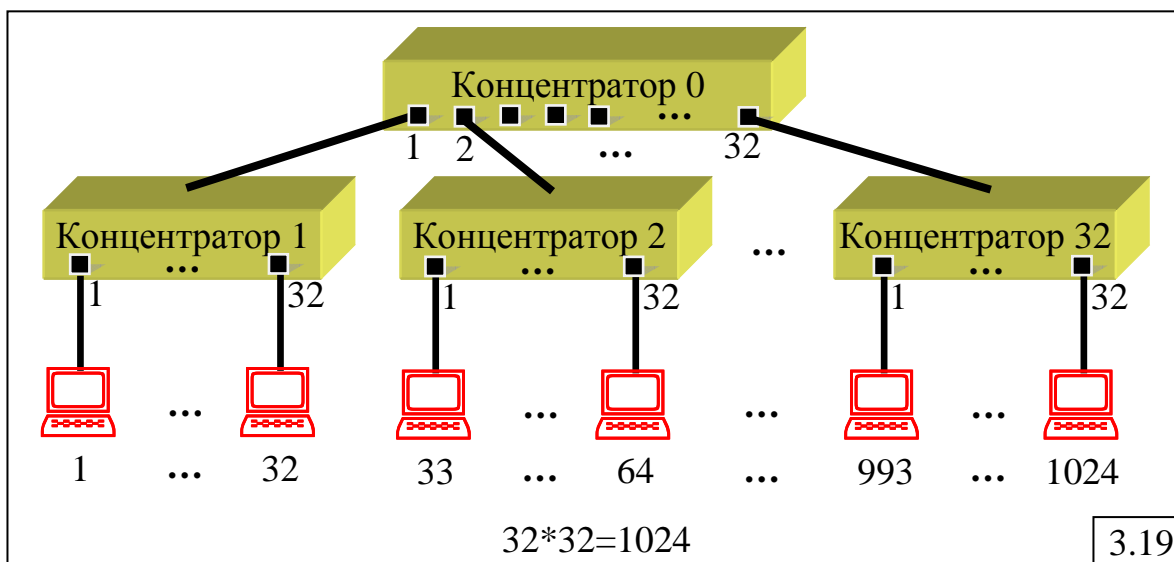 Концентратор 0
...
1 2 ... 32
Концентратор 1 Концентратор 2 ... Концентратор 32
... ... ...
1 32 1 32 1 32
... ... ... ...
1 ... 32 33 ... 64 ... 993 ... 1024
32*32=1024
3.19